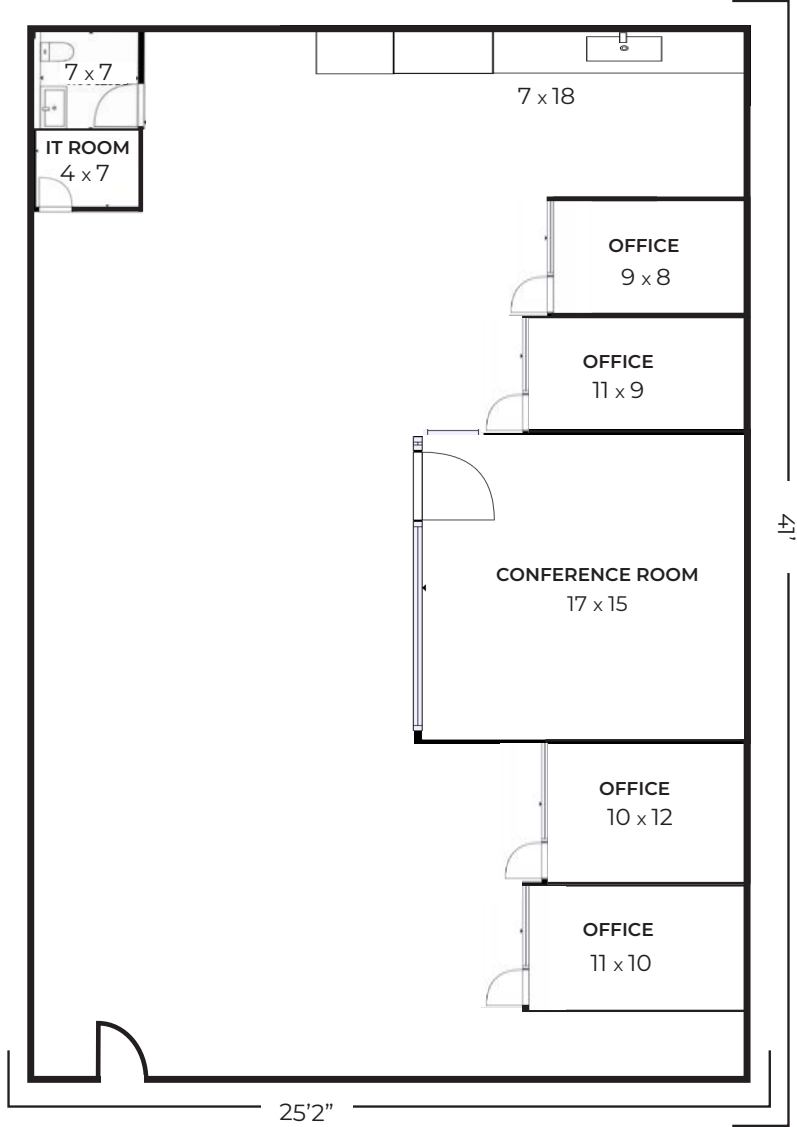 7 x 7
IT ROOM
4 x 7
7 x 18
OFFICE
9 x 8
OFFICE
11 x 9
CONFERENCE ROOM
17 x 15
OFFICE
10 x 12
OFFICE
11 x 10
41’
25’2”